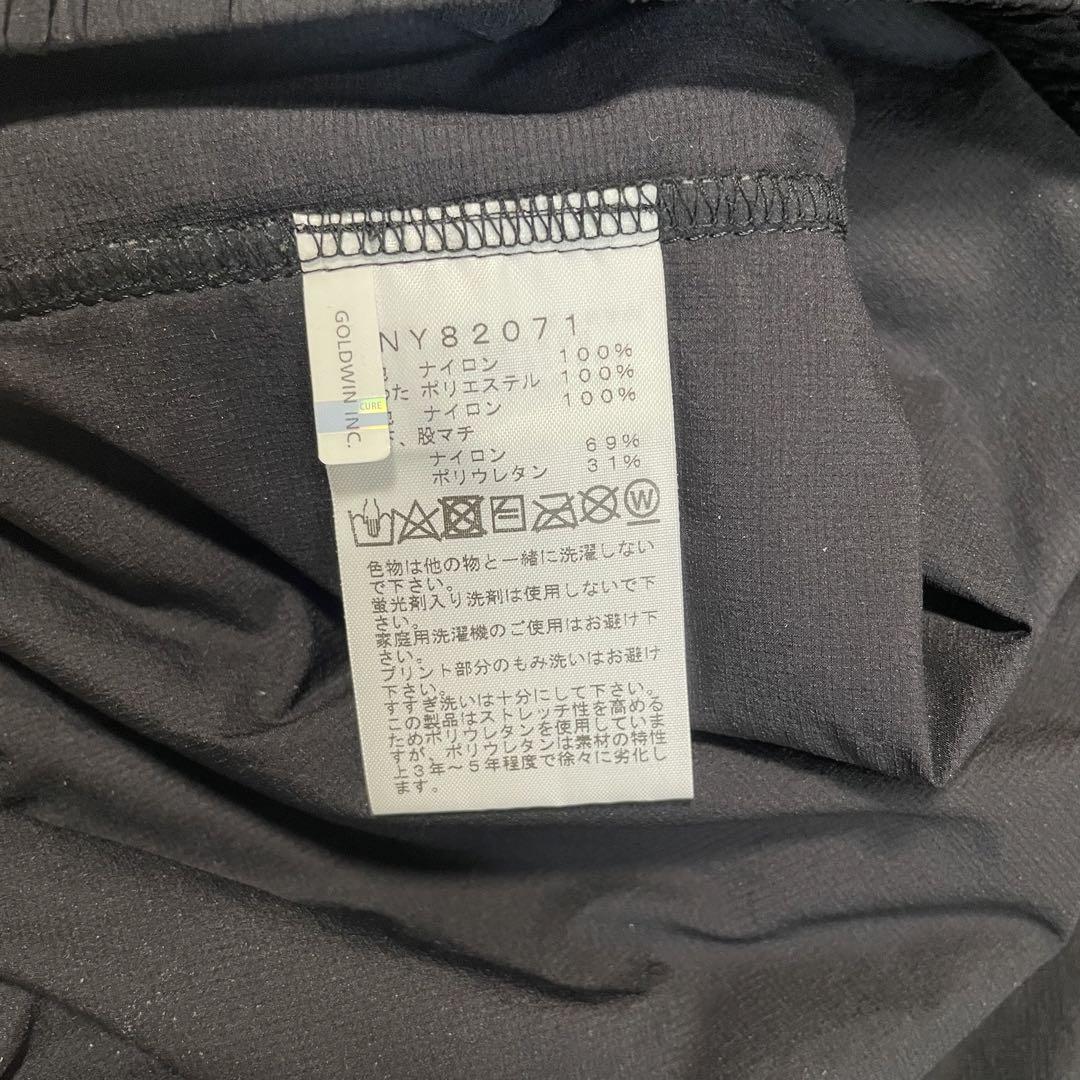 GOLDWIN INC.
CURE
NY82071
ナイロン 100%
った ポリエステル 100%
ナイロン 100%
、股マチ
ナイロン 69%
ポリウレタン 31%
W
色物は他の物と一緒に洗濯しない
で下さい。
蛍光剤入り洗剤は使用しないで下
さい。
家庭用洗濯機のご使用はお避け下
さい。
プリント部分のもみ洗いはお避け
下さい。
すすぎ洗いは十分にして下さい。
この製品はストレッチ性を高める
ためポリウレタンを使用していま
すが、ポリウレタンは素材の特性
上3年～5年程度で徐々に劣化し
ます。